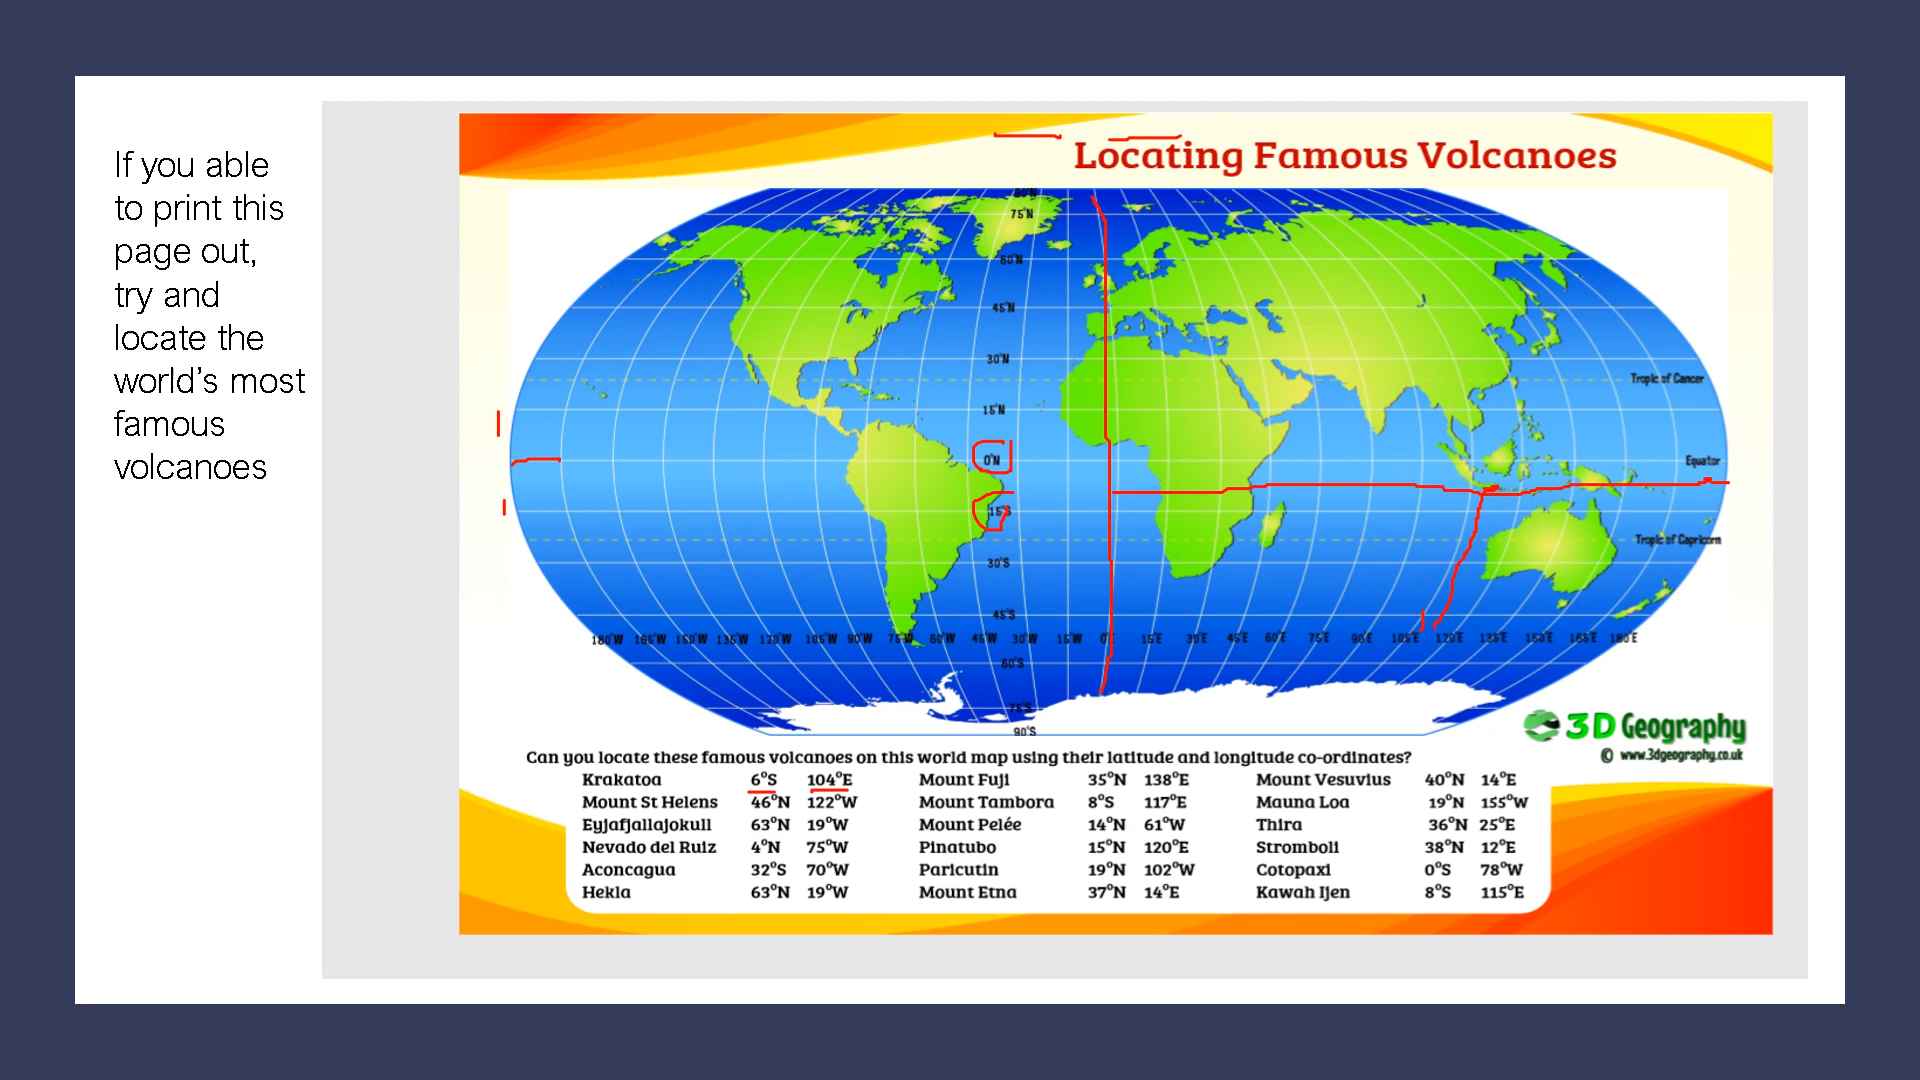 If you able
to print this
page out,
try and
locate the
world's most
famous
volcanoes
Locating Famous Volcanoes
80°N
75°N
60°N
45°N
30°N
Tropic of Cancer
15°N
0°N
Equator
15°S
Tropic of Capricorn
30°S
45°S
180°W 165°W 150°W 135°W 120°W 105°W 90°W 75°W 60°W 45°W 30°W 15°W 0°E 15°E 30°E 45°E 60°E 75°E 90°E 105°E 120°E 135°E 150°E 165°E 180°E
60°S
75°S
90°S
3D Geography
© www.3dgeography.co.uk
Can you locate these famous volcanoes on this world map using their latitude and longitude co-ordinates?
Krakatoa 6°S 104°E Mount Fuji 35°N 138°E Mount Vesuvius 40°N 14°E
Mount St Helens 46°N 122°W Mount Tambora 8°S 117°E Mauna Loa 19°N 155°W
Eyjafjallajokull 63°N 19°W Mount Pelée 14°N 61°W Thira 36°N 25°E
Nevado del Ruiz 4°N 75°W Pinatubo 15°N 120°E Stromboli 38°N 12°E
Aconcagua 32°S 70°W Paricutin 19°N 102°W Cotopaxi 0°S 78°W
Hekla 63°N 19°W Mount Etna 37°N 14°E Kawah Ijen 8°S 115°E